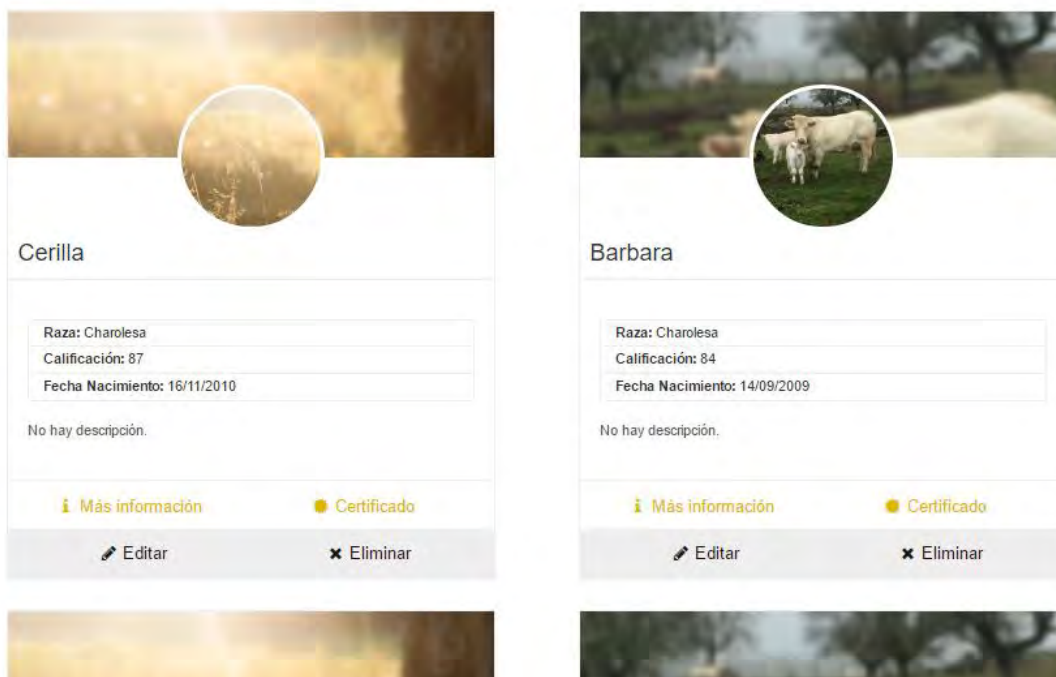 Cerilla
Raza: Charolesa
Calificación: 87
Fecha Nacimiento: 16/11/2010
No hay descripción.
Más información
Certificado
Editar
Eliminar
Barbara
Raza: Charolesa
Calificación: 84
Fecha Nacimiento: 14/09/2009
No hay descripción.
Más información
Certificado
Editar
Eliminar